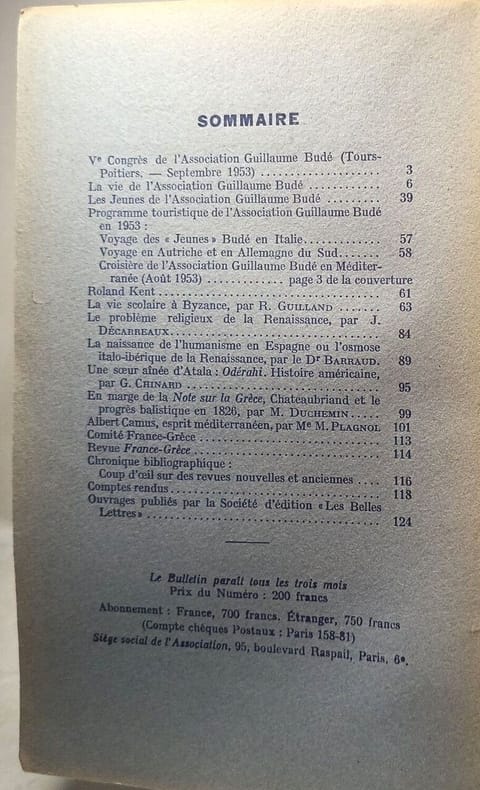 SOMMAIRE
Ve Congrès de l'Association Guillaume Budé (Tours-
Poitiers. — Septembre 1953) .................... 3
La vie de l'Association Guillaume Budé ............ 6
Les Jeunes de l'Association Guillaume Budé ......... 39
Programme touristique de l'Association Guillaume Budé
en 1953 :
Voyage des « Jeunes » Budé en Italie............. 57
Voyage en Autriche et en Allemagne du Sud....... 58
Croisière de l'Association Guillaume Budé en Méditer-
ranée (Août 1953) ............. page 3 de la couverture
Roland Kent...................................... 61
La vie scolaire à Byzance, par R. GUILLAND ........ 63
Le problème religieux de la Renaissance, par J.
DÉCARREAUX.................................... 84
La naissance de l'humanisme en Espagne ou l'osmose
italo-ibérique de la Renaissance, par le Dr BARRAUD. 89
Une sœur aînée d'Atala : Odérahi. Histoire américaine,
par G. CHINARD ................................ 95
En marge de la Note sur la Grèce, Chateaubriand et le
progrès balistique en 1826, par M. DUCHEMIN..... 99
Albert Camus, esprit méditerranéen, par Me M. PLAGNOL 101
Comité France-Grèce .............................. 113
Revue France-Grèce ............................... 114
Chronique bibliographique :
Coup d'œil sur des revues nouvelles et anciennes .... 116
Comptes rendus................................... 118
Ouvrages publiés par la Société d'édition « Les Belles
Lettres » ...................................... 124
Le Bulletin paraît tous les trois mois
Prix du Numéro : 200 francs
Abonnement : France, 700 francs. Étranger, 750 francs
(Compte chèques Postaux : Paris 158-81)
Siège social de l'Association, 95, boulevard Raspail, Paris, 6e.